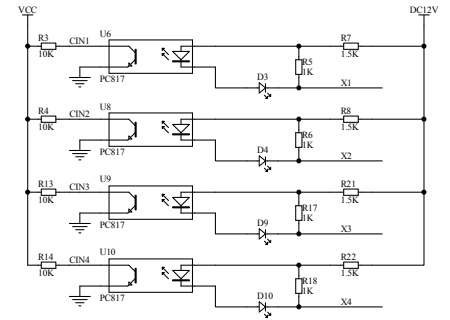 VCC DC12V
R3 CIN1 U6 R7
10K PC817 1.5K
R5
1K
D3 X1
R4 CIN2 U8 R8
10K PC817 1.5K
R6
1K
D4 X2
R13 CIN3 U9 R21
10K PC817 1.5K
R17
1K
D9 X3
R14 CIN4 U10 R22
10K PC817 1.5K
R18
1K
D10 X4